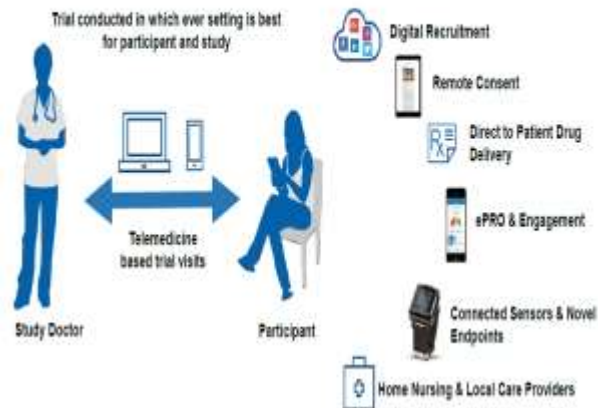 Trial conducted in which ever setting is best
for participant and study
Telemedicine
based trial visits
Study Doctor
Participant
Digital Recruitment
Remote Consent
Rx
Direct to Patient Drug
Delivery
ePRO & Engagement
Connected Sensors & Novel
Endpoints
Home Nursing & Local Care Providers